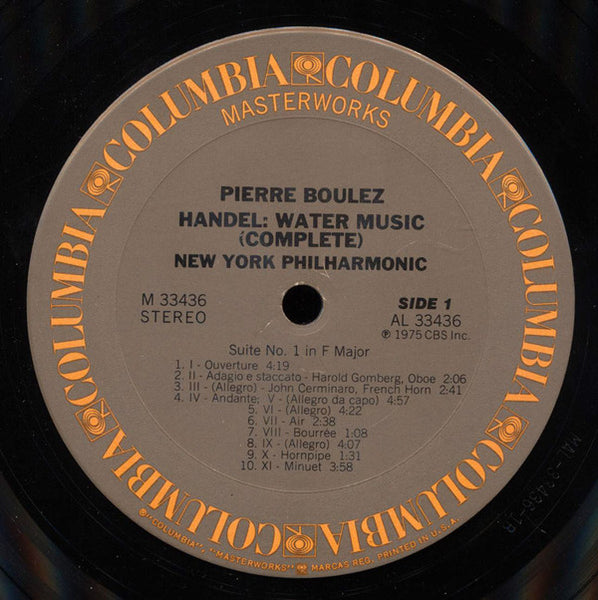 COLUMBIA COLUMBIA COLUMBIA COLUMBIA COLUMBIA COLUMBIA COLUMBIA
MASTERWORKS
PIERRE BOULEZ
HANDEL: WATER MUSIC
(COMPLETE)
NEW YORK PHILHARMONIC
M 33436
STEREO
SIDE 1
AL 33436
℗ 1975 CBS Inc.
Suite No. 1 in F Major
1. I - Ouverture 4:19
2. II - Adagio e staccato - Harold Gomberg, Oboe 2:06
3. III - (Allegro) - John Cerminaro, French Horn 2:41
4. IV - Andante; V - (Allegro da capo) 4:57
5. VI - (Allegro) 4:22
6. VII - Air 2:38
7. VIII - Bourrée 1:08
8. IX - (Allegro) 4:07
9. X - Hornpipe 1:31
10. XI - Minuet 3:58
®"COLUMBIA", "MASTERWORKS", MARCAS REG. PRINTED IN U.S.A.